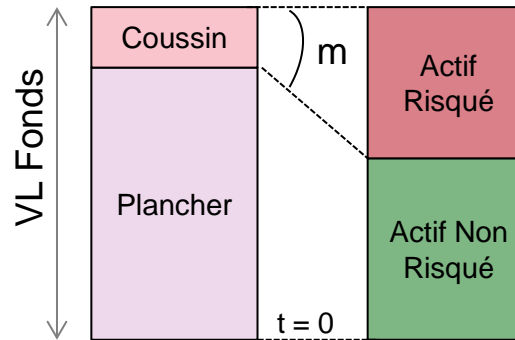 VL Fonds
Coussin
Plancher
m
t = 0
Actif
Risqué
Actif Non
Risqué